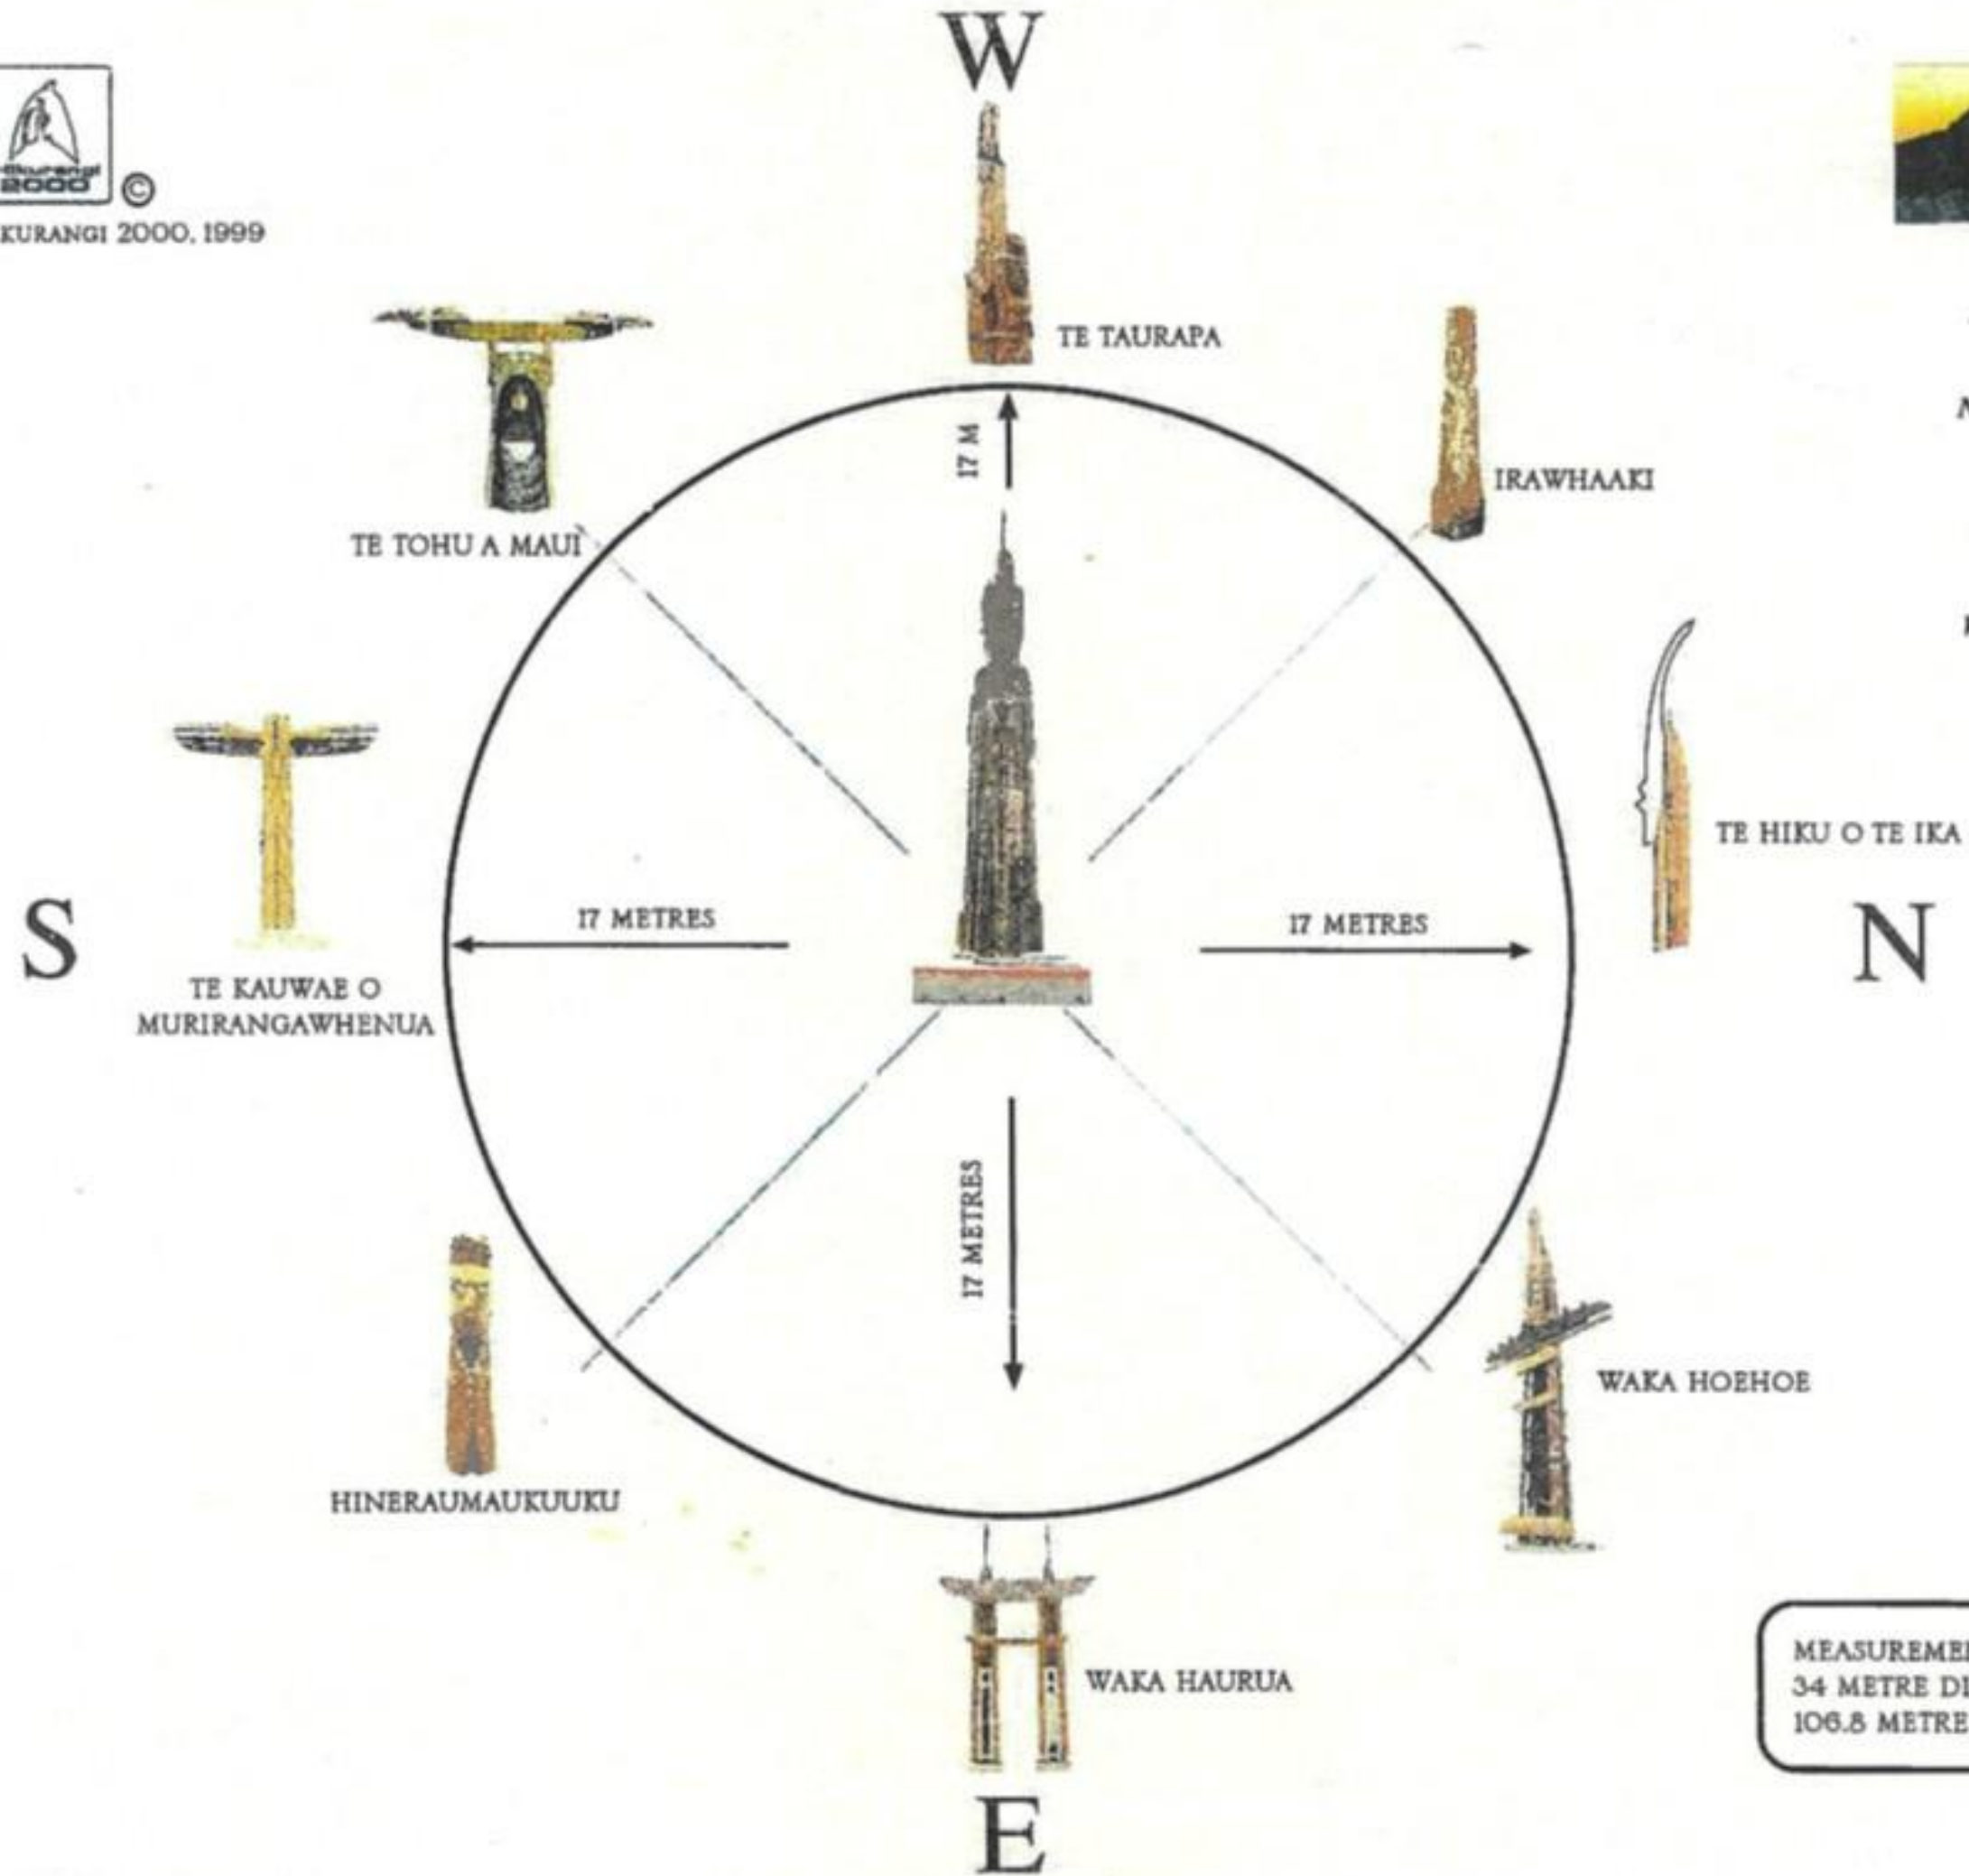 W
2000 ©
KURANGI 2000, 1999
TE TAURAPA
17 M
IRAWHAAKI
TE TOHU A MAUI
TE HIKU O TE IKA
S
17 METRES
17 METRES
N
TE KAUWAE O
MURIRANGAWHENUA
17 METRES
WAKA HOEHOE
HINERAUMAUKUUKU
WAKA HAURUA
34 METRE
106.8 METRE
E